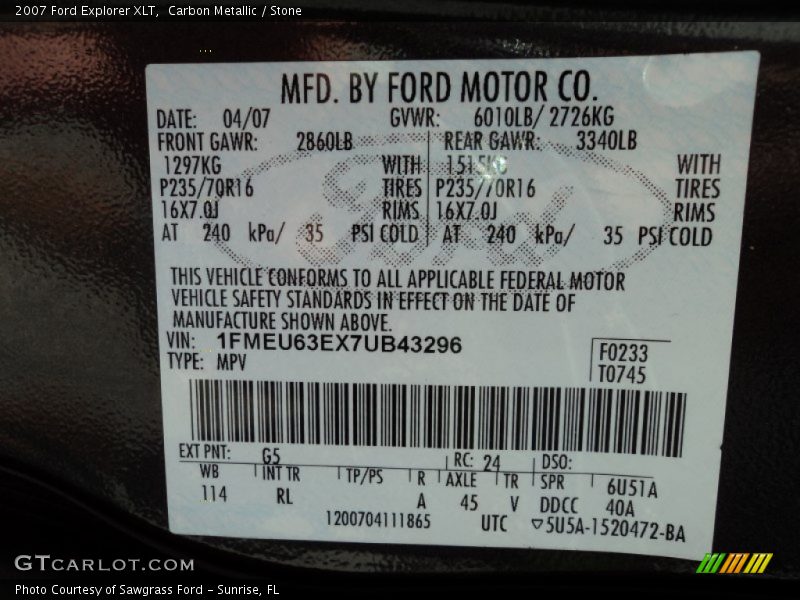 2007 Ford Explorer XLT, Carbon Metallic / Stone
MFD. BY FORD MOTOR CO.
DATE: 04/07 GVWR: 6010LB/ 2726KG
FRONT GAWR: 2860LB REAR GAWR: 3340LB
1297KG WITH 1515KG WITH
P235/70R16 TIRES P235/70R16 TIRES
16X7.0J RIMS 16X7.0J RIMS
AT 240 kPa/ 35 PSI COLD AT 240 kPa/ 35 PSI COLD
THIS VEHICLE CONFORMS TO ALL APPLICABLE FEDERAL MOTOR
VEHICLE SAFETY STANDARDS IN EFFECT ON THE DATE OF
MANUFACTURE SHOWN ABOVE.
VIN: 1FMEU63EX7UB43296
TYPE: MPV
F0233
T0745
EXT PNT: G5 RC: 24 DSO:
WB INT TR TP/PS R AXLE TR SPR 6U51A
114 RL A 45 V DDCC 40A
1200704111865 UTC ▽5U5A-1520472-BA
Ford
GTCARLOT.COM
Photo Courtesy of Sawgrass Ford - Sunrise, FL